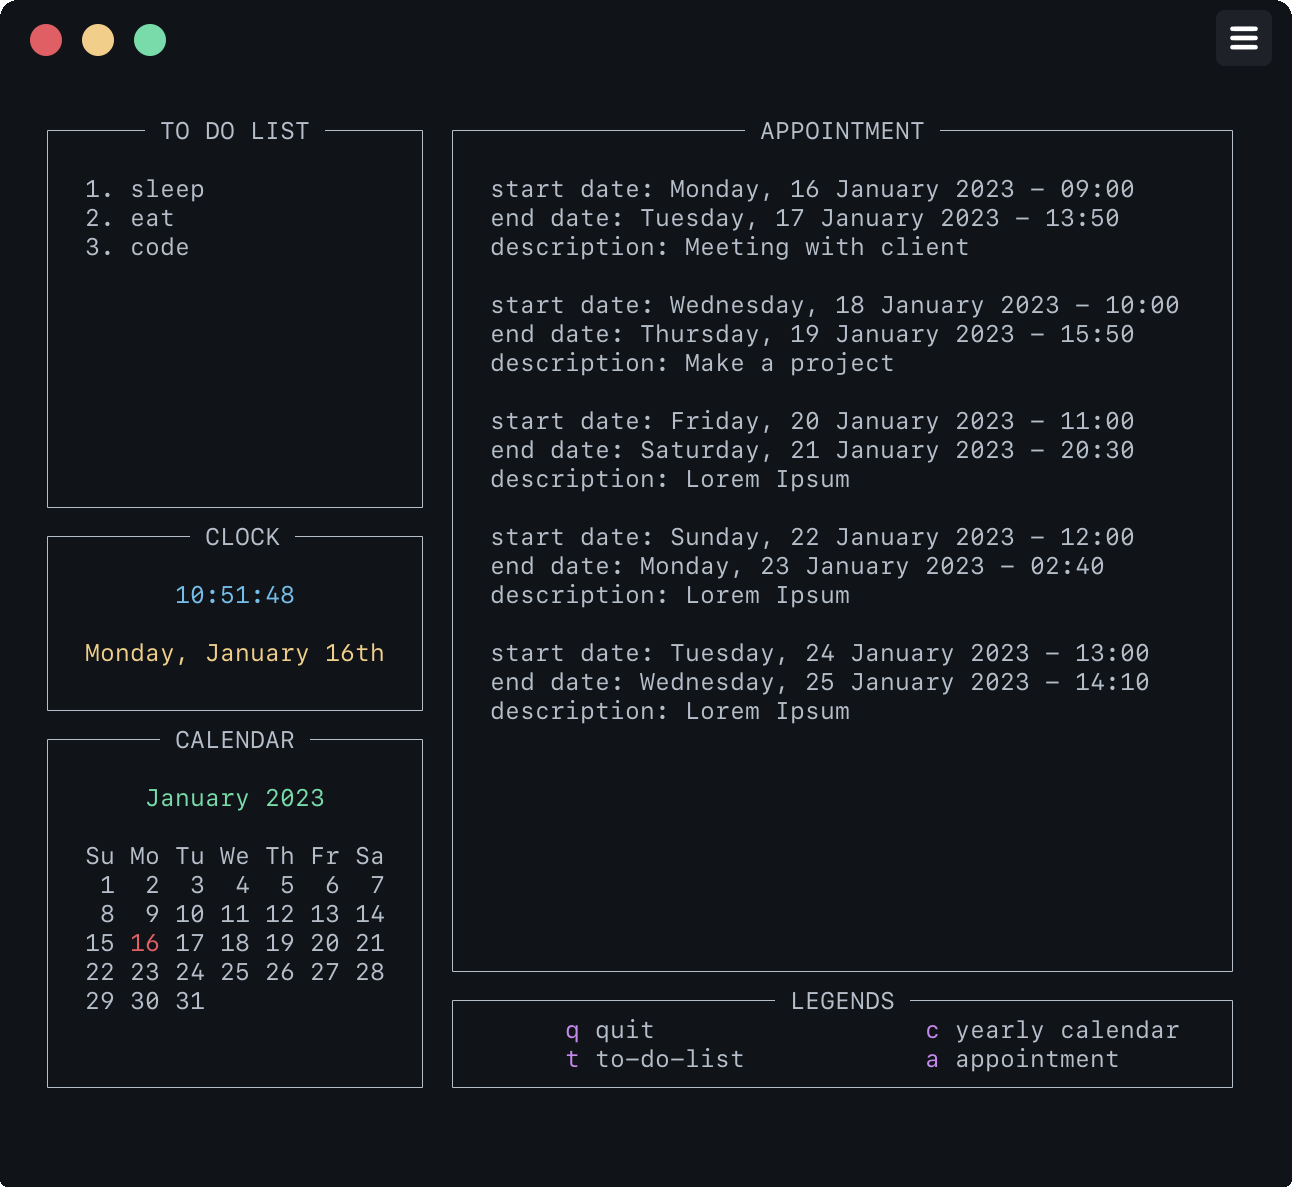 TO DO LIST
1. sleep
2. eat
3. code
CLOCK
10:51:48
Monday, January 16th
CALENDAR
January 2023
Su Mo Tu We Th Fr Sa
1 2 3 4 5 6 7
8 9 10 11 12 13 14
15 16 17 18 19 20 21
22 23 24 25 26 27 28
29 30 31
APPOINTMENT
start date: Monday, 16 January 2023 - 09:00
end date: Tuesday, 17 January 2023 - 13:50
description: Meeting with client
start date: Wednesday, 18 January 2023 - 10:00
end date: Thursday, 19 January 2023 - 15:50
description: Make a project
start date: Friday, 20 January 2023 - 11:00
end date: Saturday, 21 January 2023 - 20:30
description: Lorem Ipsum
start date: Sunday, 22 January 2023 - 12:00
end date: Monday, 23 January 2023 - 02:40
description: Lorem Ipsum
start date: Tuesday, 24 January 2023 - 13:00
end date: Wednesday, 25 January 2023 - 14:10
description: Lorem Ipsum
LEGENDS
q quit c yearly calendar
t to-do-list a appointment